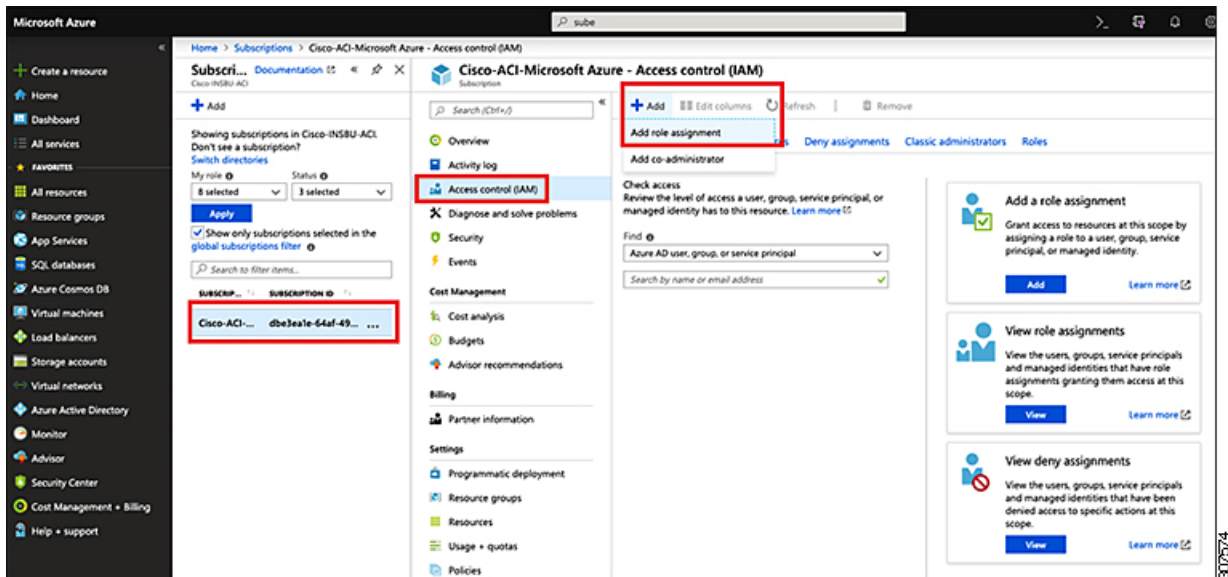 Microsoft Azure
sube
Home > Subscriptions > Cisco-ACI-Microsoft Azure - Access control (IAM)
Create a resource
Home
Dashboard
All services
FAVORITES
All resources
Resource groups
App Services
SQL databases
Azure Cosmos DB
Virtual machines
Load balancers
Storage accounts
Virtual networks
Azure Active Directory
Monitor
Advisor
Security Center
Cost Management + Billing
Help + support
Subscri... Documentation
Cisco-INSBU-ACI
Add
Showing subscriptions in Cisco-INSBU-ACI.
Don't see a subscription?
Switch directories
My role Status
8 selected 3 selected
Apply
Show only subscriptions selected in the
global subscriptions filter
Search to filter items...
SUBSCRIP... SUBSCRIPTION ID
Cisco-ACI-... dbe3ea1e-64af-49... ...
Cisco-ACI-Microsoft Azure - Access control (IAM)
Subscription
Search (Ctrl+/)
Overview
Activity log
Access control (IAM)
Diagnose and solve problems
Security
Events
Cost Management
Cost analysis
Budgets
Advisor recommendations
Billing
Partner information
Settings
Programmatic deployment
Resource groups
Resources
Usage + quotas
Policies
Add Edit columns Refresh Remove
Add role assignment
Add co-administrator
Deny assignments Classic administrators Roles
Check access
Review the level of access a user, group, service principal, or
managed identity has to this resource. Learn more
Find
Azure AD user, group, or service principal
Search by name or email address
Add a role assignment
Grant access to resources at this scope by
assigning a role to a user, group, service
principal, or managed identity.
Add Learn more
View role assignments
View the users, groups, service principals
and managed identities that have role
assignments granting them access at this
scope.
View Learn more
View deny assignments
View the users, groups, service principals
and managed identities that have been
denied access to specific actions at this
scope.
View Learn more